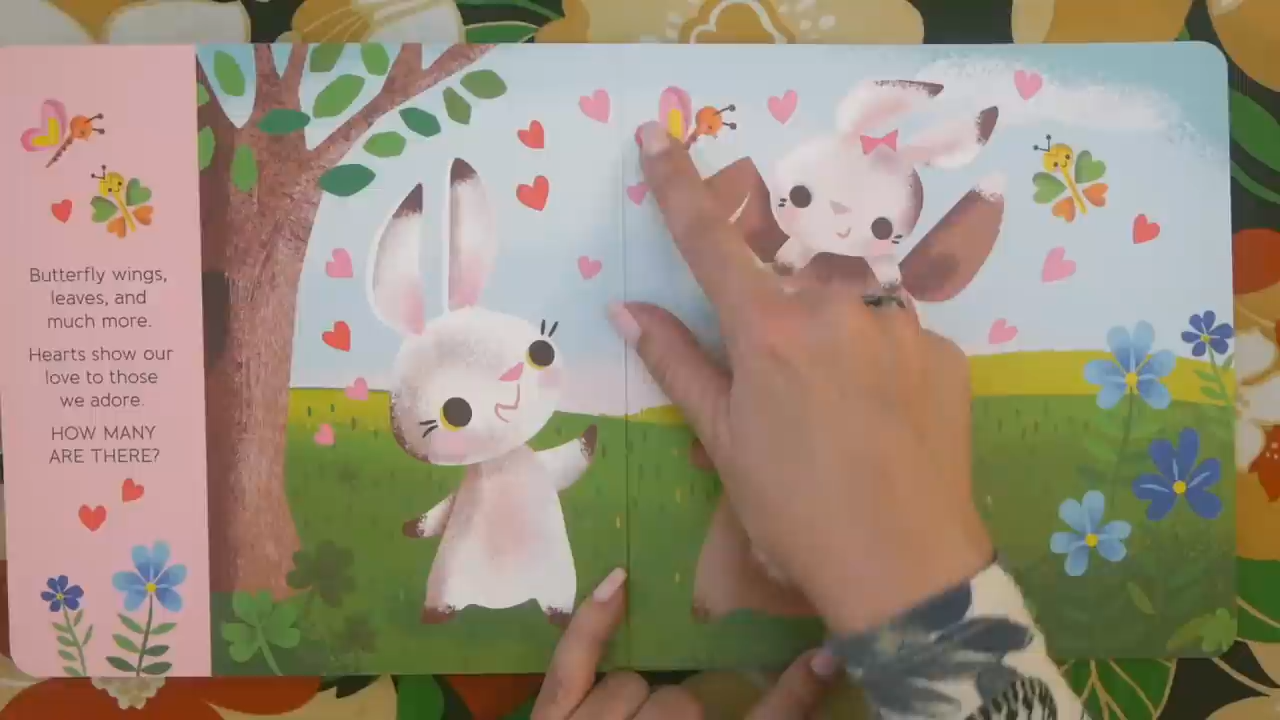 Butterfly wings,
leaves, and
much more.
Hearts show our
love to those
we adore.
HOW MANY
ARE THERE?